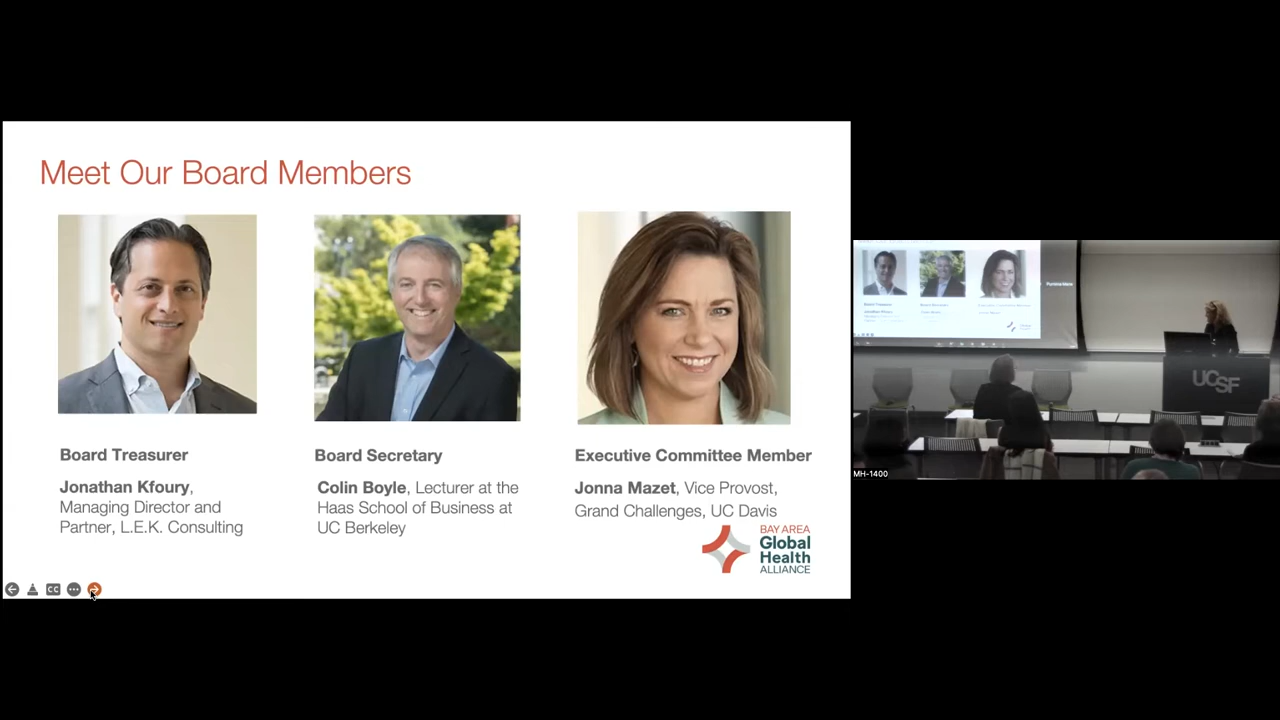 Meet Our Board Members
Board Treasurer
Jonathan Kfoury,
Managing Director and
Partner, L.E.K. Consulting
Board Secretary
Colin Boyle, Lecturer at the
Haas School of Business at
UC Berkeley
Executive Committee Member
Jonna Mazet, Vice Provost,
Grand Challenges, UC Davis
BAY AREA
Global
Health
ALLIANCE
CC
UCSF
MH-1400